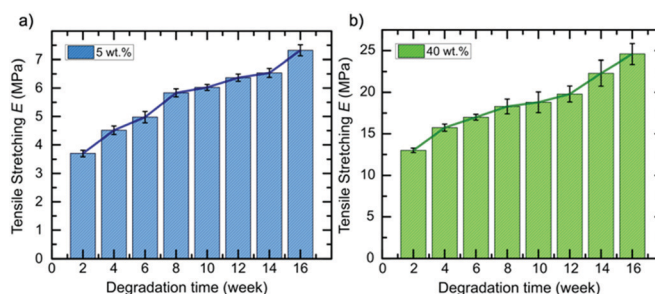 a)
5 wt.%
Tensile Stretching E (MPa)
7
6
5
4
3
2
1
0
0 2 4 6 8 10 12 14 16
Degradation time (week)
b)
40 wt.%
Tensile Stretching E (MPa)
25
20
15
10
5
0
0 2 4 6 8 10 12 14 16
Degradation time (week)